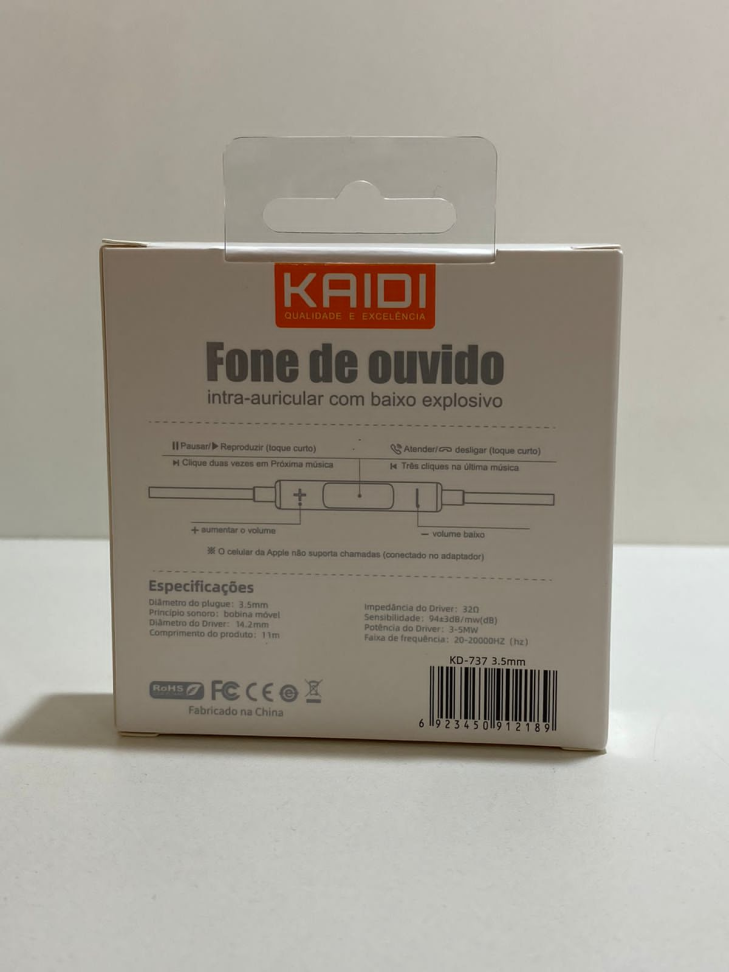 KAIDI
QUALIDADE E EXCELÊNCIA
Fone de ouvido
intra-auricular com baixo explosivo
Pausar/ Reproduzir (toque curto)
Clique duas vezes em Próxima música
Atender/ desligar (toque curto)
Três cliques na última música
+ aumentar o volume
– volume baixo
O celular da Apple não suporta chamadas (conectado no adaptador)
Especificações
Diâmetro do plugue: 3.5mm
Princípio sonoro: bobina móvel
Diâmetro do Driver: 14.2mm
Comprimento do produto: 11m
Impedância do Driver: 32Ω
Sensibilidade: 94±3dB/mw(dB)
Potência do Driver: 3-5MW
Faixa de frequência: 20-20000HZ (hz)
KD-737 3.5mm
RoHS FC CE
Fabricado na China
6 923450 912189